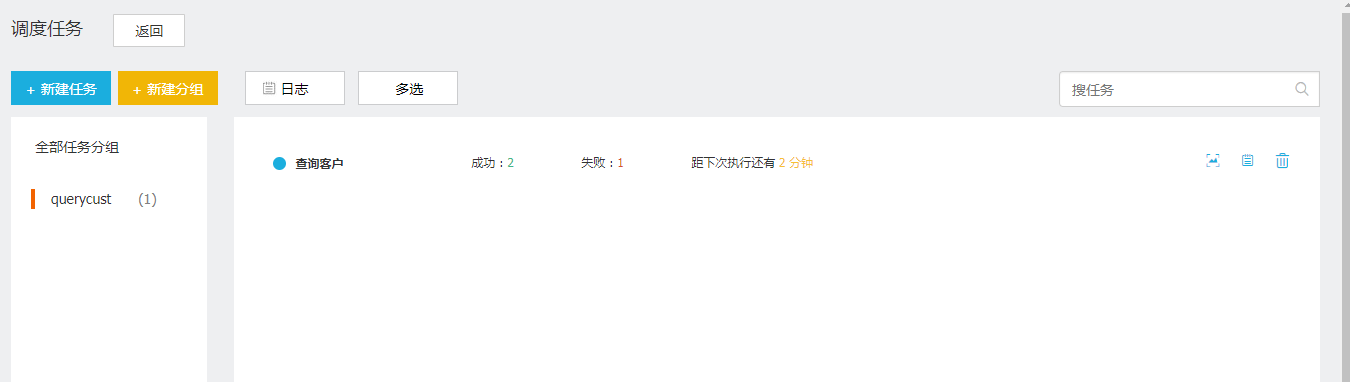 调度任务 返回
+ 新建任务 + 新建分组 日志 多选 搜任务
全部任务分组
查询客户 成功：2 失败：1 距下次执行还有 2 分钟
querycust (1)